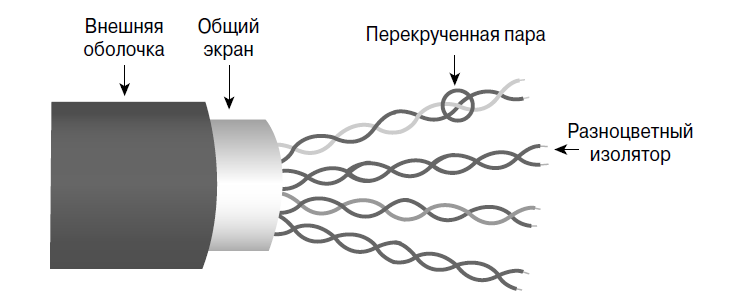 Внешняя
оболочка
Общий
экран
Перекрученная пара
Разноцветный
изолятор